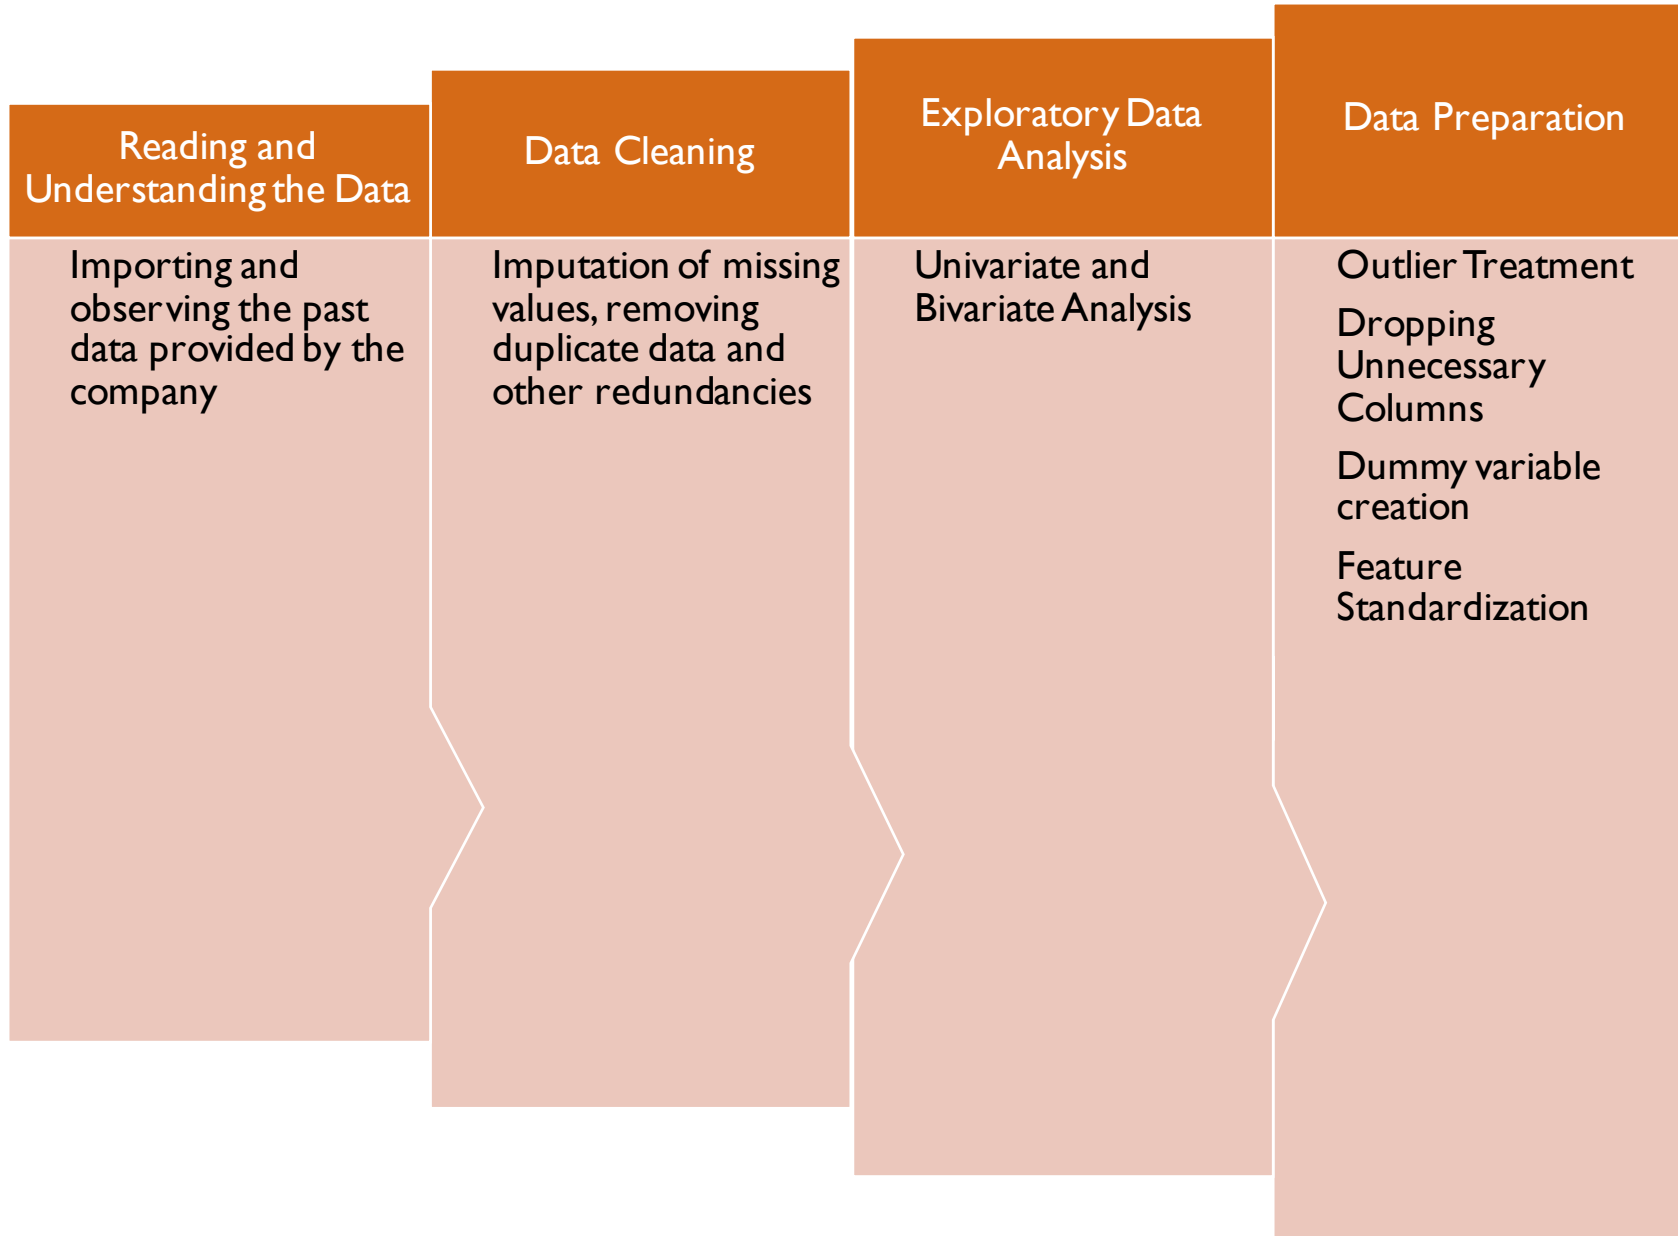 Reading and
Understanding the Data
Importing and
observing the past
data provided by the
company
Data Cleaning
Imputation of missing
values, removing
duplicate data and
other redundancies
Exploratory Data
Analysis
Univariate and
Bivariate Analysis
Data Preparation
Outlier Treatment
Dropping
Unnecessary
Columns
Dummy variable
creation
Feature
Standardization